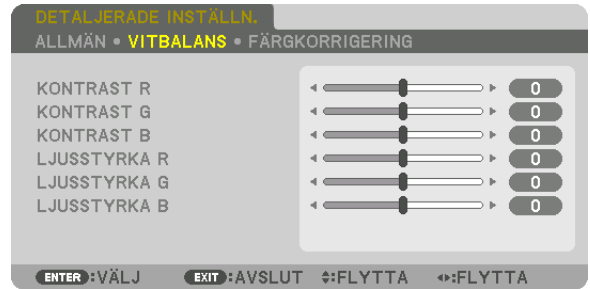 DETALJERADE INSTÄLLN.
ALLMÄN • VITBALANS • FÄRGKORRIGERING
KONTRAST R 0
KONTRAST G 0
KONTRAST B 0
LJUSSTYRKA R 0
LJUSSTYRKA G 0
LJUSSTYRKA B 0
ENTER:VÄLJ EXIT:AVSLUT :FLYTTA :FLYTTA